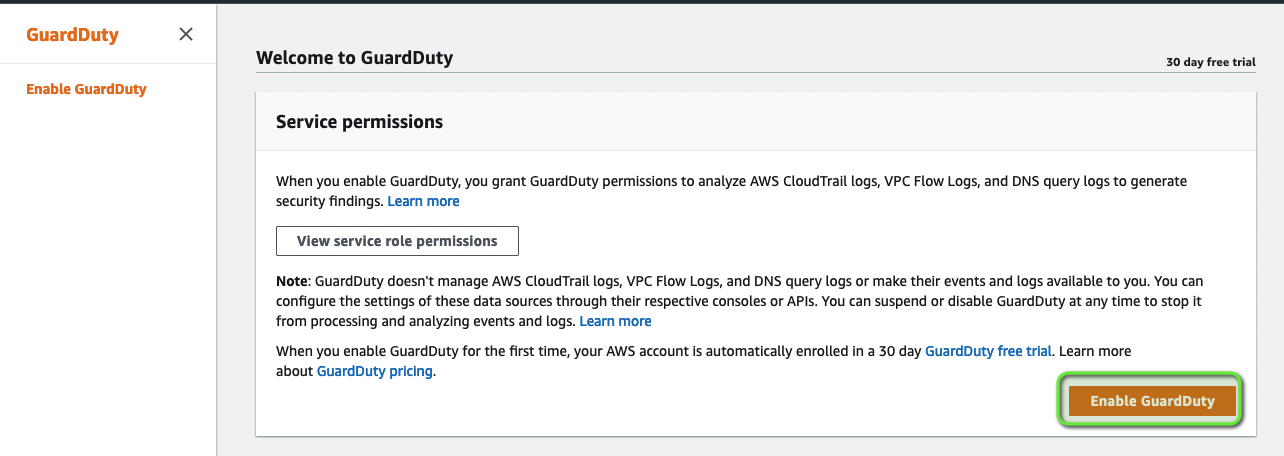 GuardDuty
Enable GuardDuty
Welcome to GuardDuty
30 day free trial
Service permissions
When you enable GuardDuty, you grant GuardDuty permissions to analyze AWS CloudTrail logs, VPC Flow Logs, and DNS query logs to generate
security findings. Learn more
View service role permissions
Note: GuardDuty doesn't manage AWS CloudTrail logs, VPC Flow Logs, and DNS query logs or make their events and logs available to you. You can
configure the settings of these data sources through their respective consoles or APIs. You can suspend or disable GuardDuty at any time to stop it
from processing and analyzing events and logs. Learn more
When you enable GuardDuty for the first time, your AWS account is automatically enrolled in a 30 day GuardDuty free trial. Learn more
about GuardDuty pricing.
Enable GuardDuty